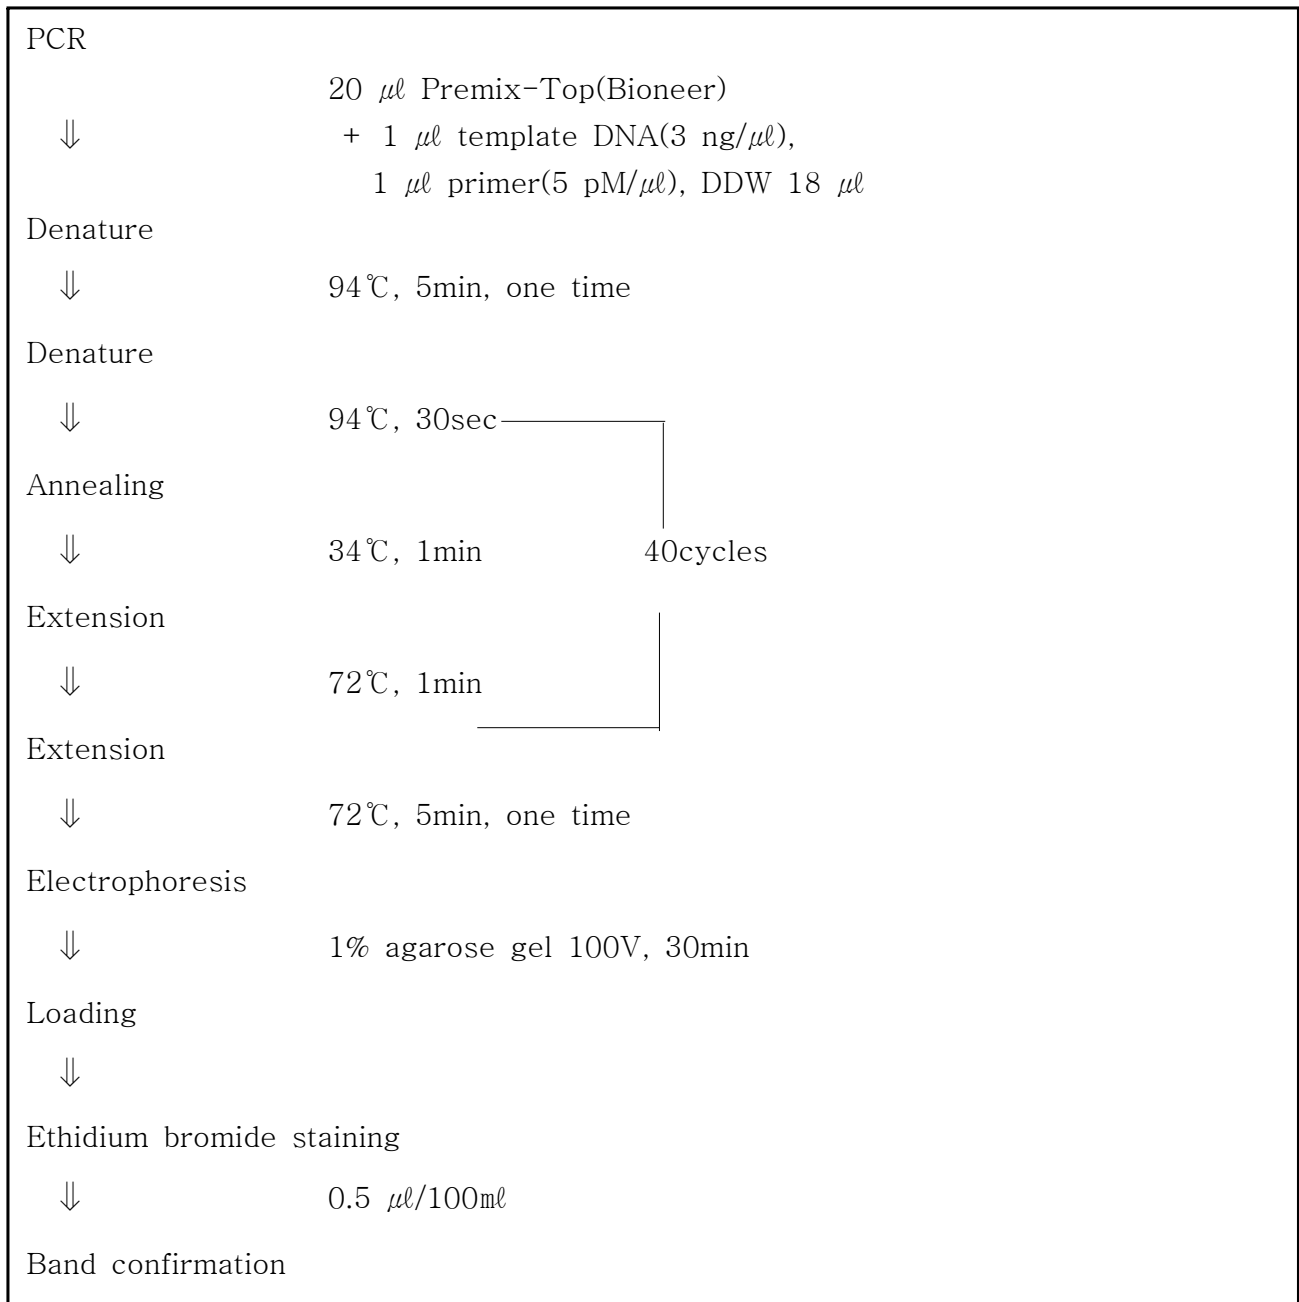 PCR
20 ㎕ Premix-Top(Bioneer)
⇓ + 1 ㎕ template DNA(3 ng/㎕),
1 ㎕ primer(5 pM/㎕), DDW 18 ㎕
Denature
⇓ 94℃, 5min, one time
Denature
⇓ 94℃, 30sec
Annealing
⇓ 34℃, 1min 40cycles
Extension
⇓ 72℃, 1min
Extension
⇓ 72℃, 5min, one time
Electrophoresis
⇓ 1% agarose gel 100V, 30min
Loading
⇓
Ethidium bromide staining
⇓ 0.5 ㎕/100㎖
Band confirmation